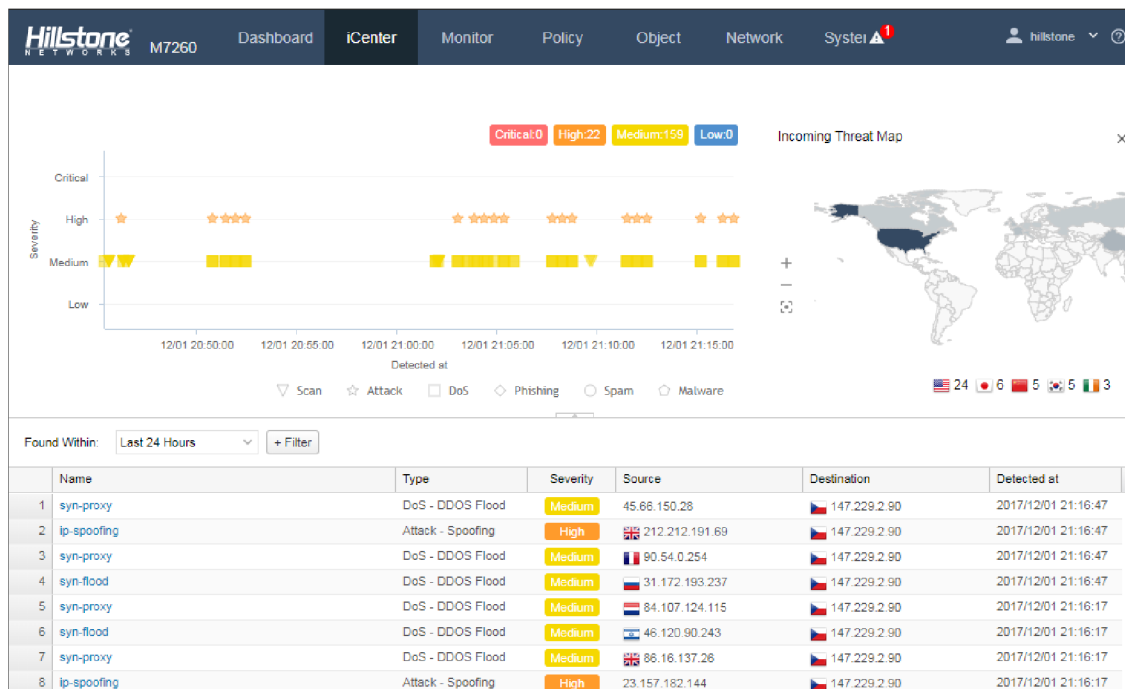 Hillstone
NETWORKS
M7260
Dashboard
iCenter
Monitor
Policy
Object
Network
System
1
hillstone
?
Critical:0
High:22
Medium:159
Low:0
Incoming Threat Map
Severity
Critical
High
Medium
Low
12/01 20:50:00
12/01 20:55:00
12/01 21:00:00
12/01 21:05:00
12/01 21:10:00
12/01 21:15:00
Detected at
Scan
Attack
DoS
Phishing
Spam
Malware
24
6
5
5
3
Found Within:
Last 24 Hours
+ Filter
Name Type Severity Source Destination Detected at
1 syn-proxy DoS - DDOS Flood Medium 45.66.150.28 147.229.2.90 2017/12/01 21:16:47
2 ip-spoofing Attack - Spoofing High 212.212.191.69 147.229.2.90 2017/12/01 21:16:47
3 syn-proxy DoS - DDOS Flood Medium 90.54.0.254 147.229.2.90 2017/12/01 21:16:47
4 syn-flood DoS - DDOS Flood Medium 31.172.193.237 147.229.2.90 2017/12/01 21:16:47
5 syn-proxy DoS - DDOS Flood Medium 84.107.124.115 147.229.2.90 2017/12/01 21:16:17
6 syn-flood DoS - DDOS Flood Medium 46.120.90.243 147.229.2.90 2017/12/01 21:16:17
7 syn-proxy DoS - DDOS Flood Medium 86.16.137.26 147.229.2.90 2017/12/01 21:16:17
8 ip-spoofing Attack - Spoofing High 23.157.182.144 147.229.2.90 2017/12/01 21:16:17